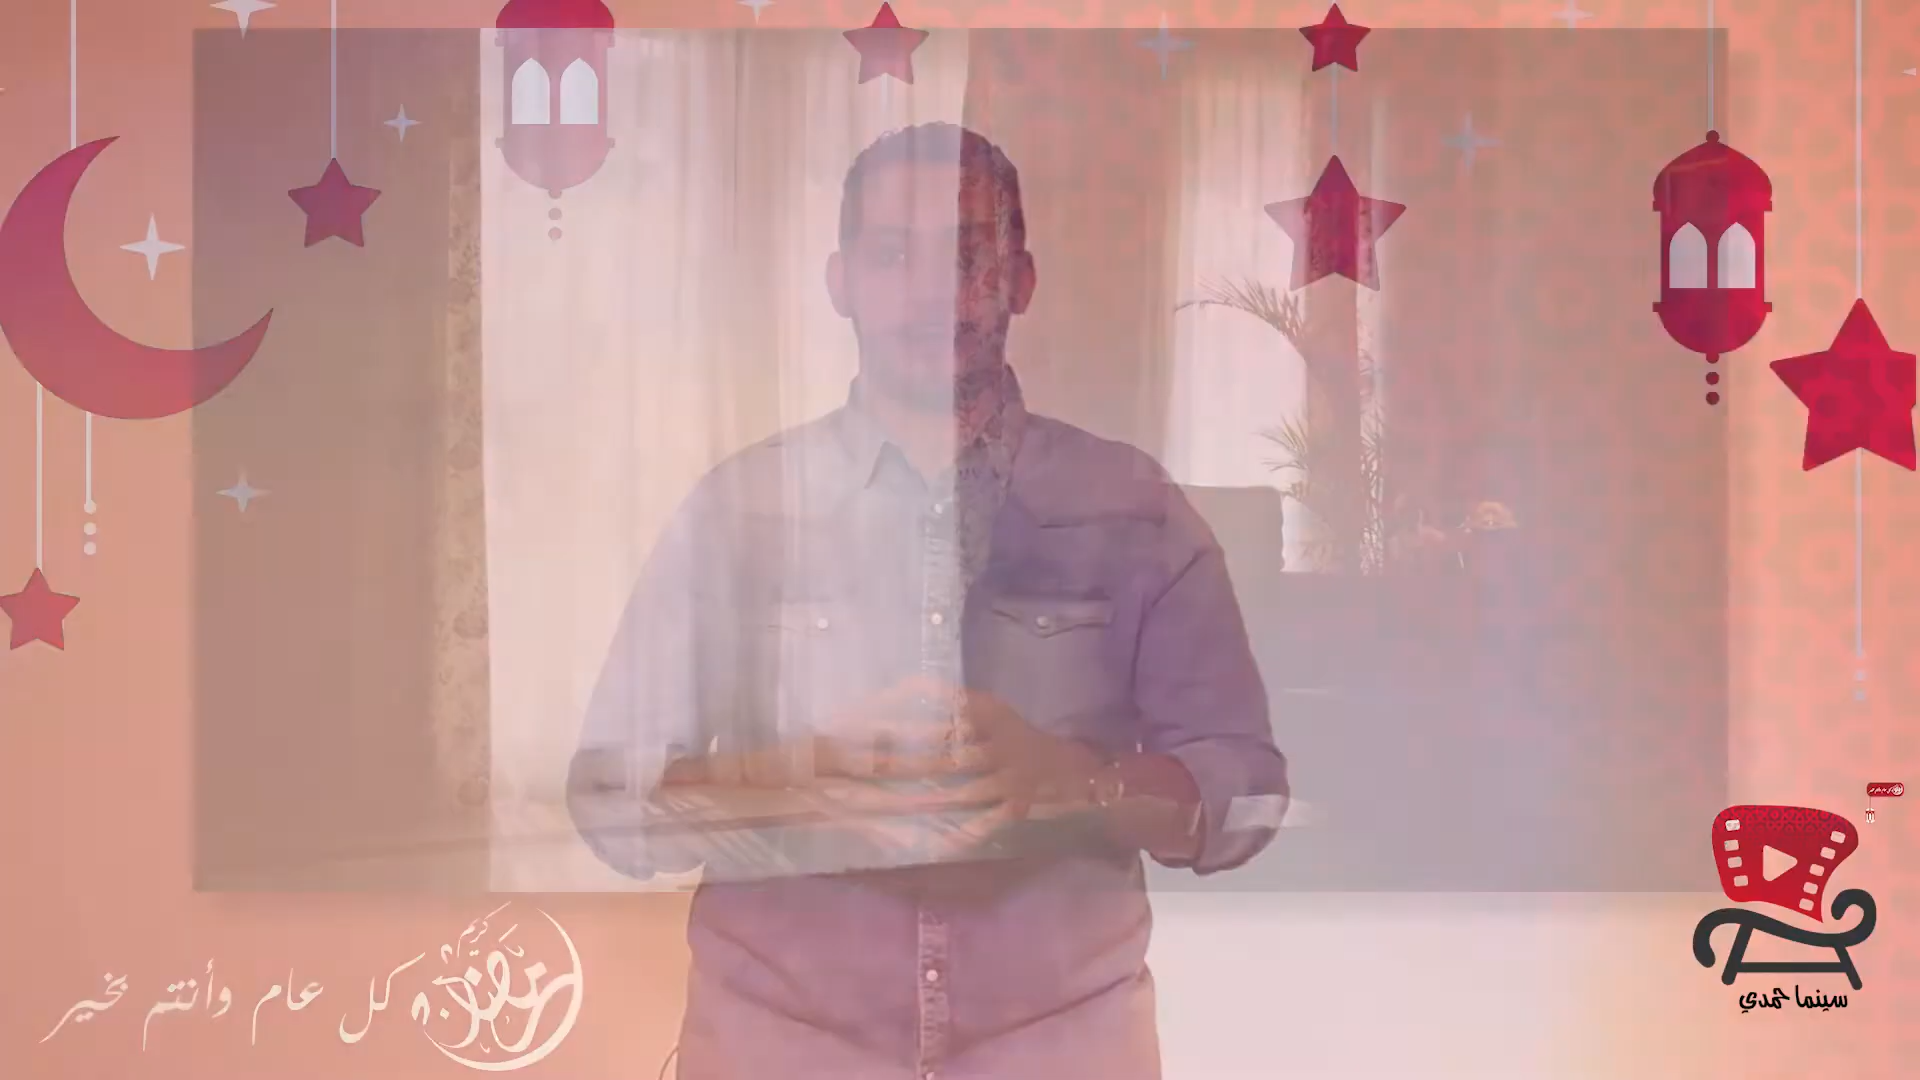 رمضان كريم
كل عام وأنتم بخير
سينما حمدي